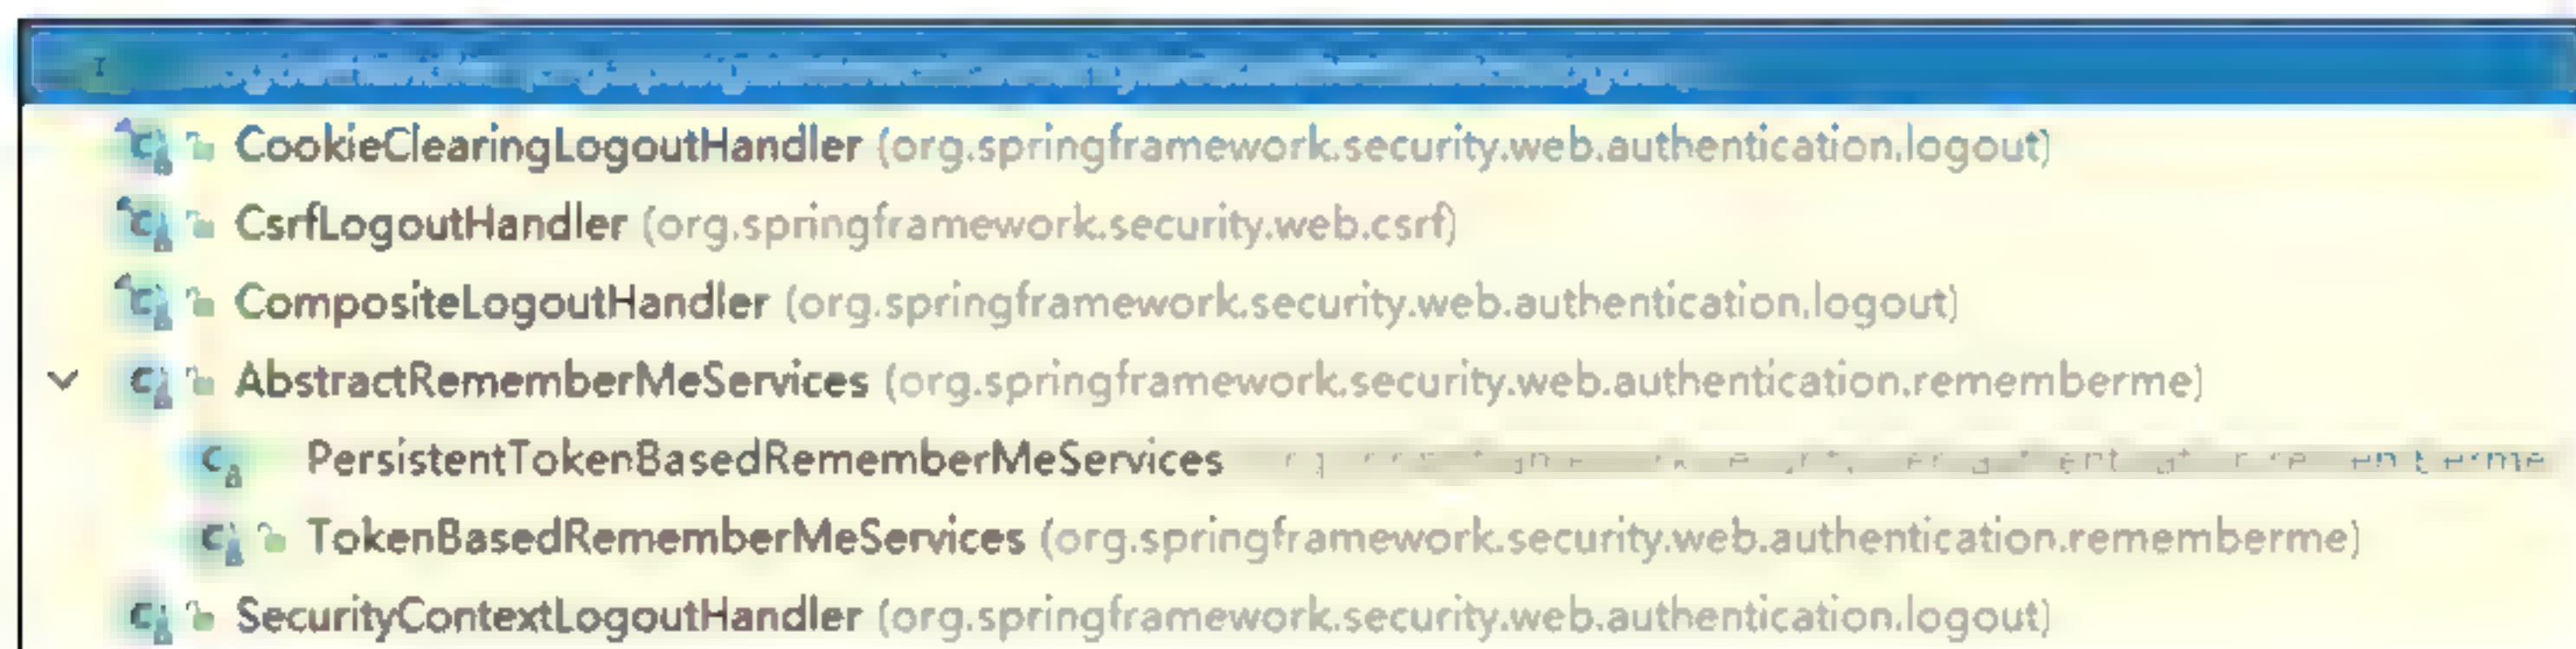 CookieClearingLogoutHandler (org.springframework.security.web.authentication.logout)
CsrfLogoutHandler (org.springframework.security.web.csrf)
CompositeLogoutHandler (org.springframework.security.web.authentication.logout)
AbstractRememberMeServices (org.springframework.security.web.authentication.rememberme)
PersistentTokenBasedRememberMeServices
TokenBasedRememberMeServices (org.springframework.security.web.authentication.rememberme)
SecurityContextLogoutHandler (org.springframework.security.web.authentication.logout)